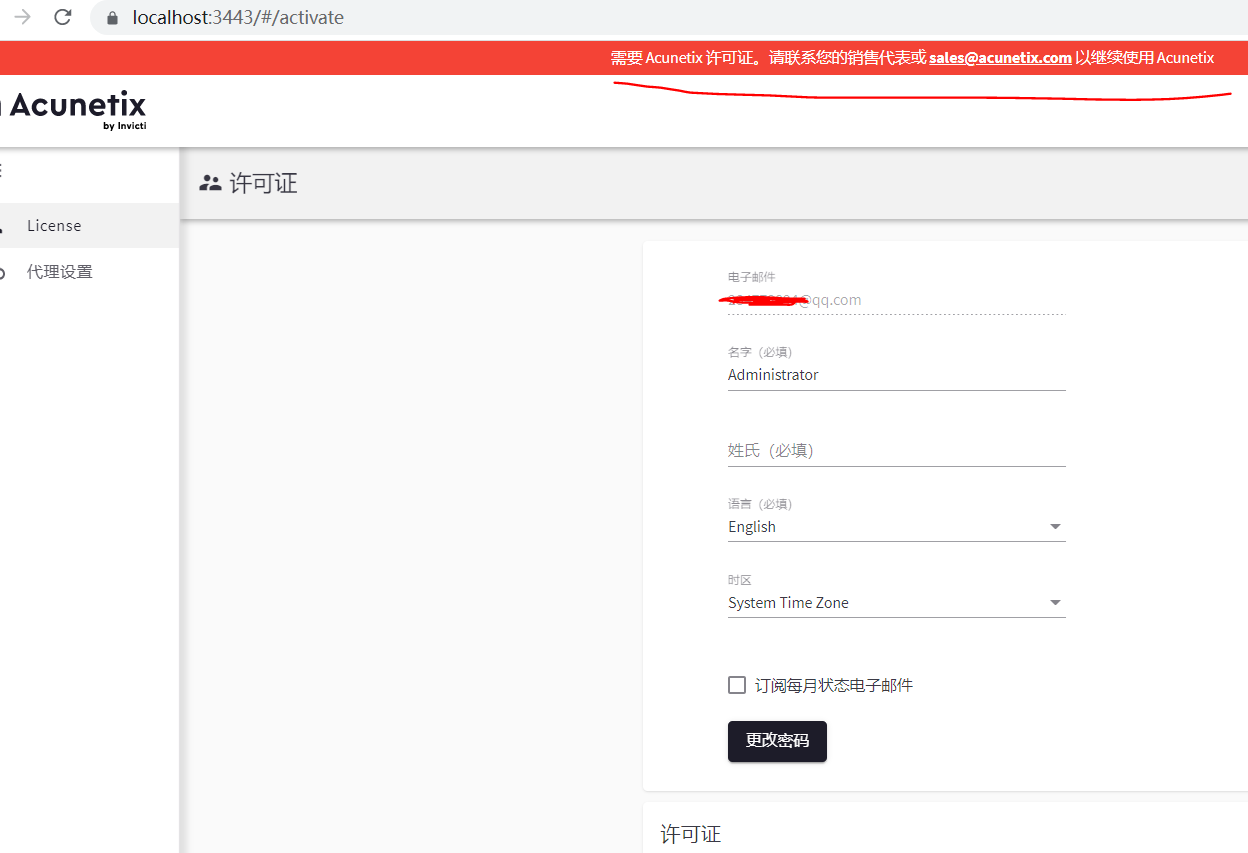 localhost:3443/#/activate
需要 Acunetix 许可证。请联系您的销售代表或 sales@acunetix.com 以继续使用 Acunetix
Acunetix
by Invicti
许可证
License
代理设置
电子邮件
@qq.com
名字（必填）
Administrator
姓氏（必填）
语言（必填）
English
时区
System Time Zone
订阅每月状态电子邮件
更改密码
许可证